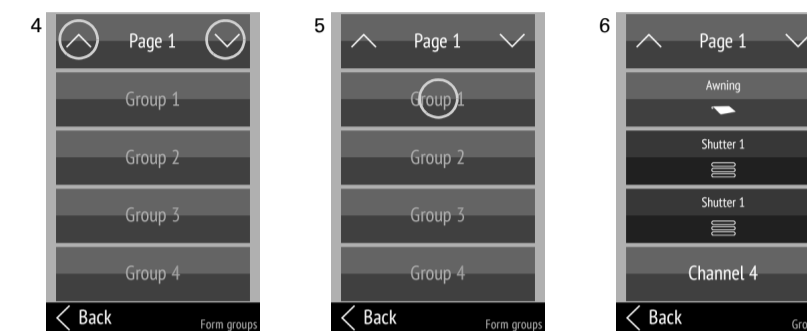 4
Page 1
Group 1
Group 2
Group 3
Group 4
Back
Form groups
5
Page 1
Group 1
Group 2
Group 3
Group 4
Back
Form groups
6
Page 1
Awning
Shutter 1
Shutter 1
Channel 4
Back